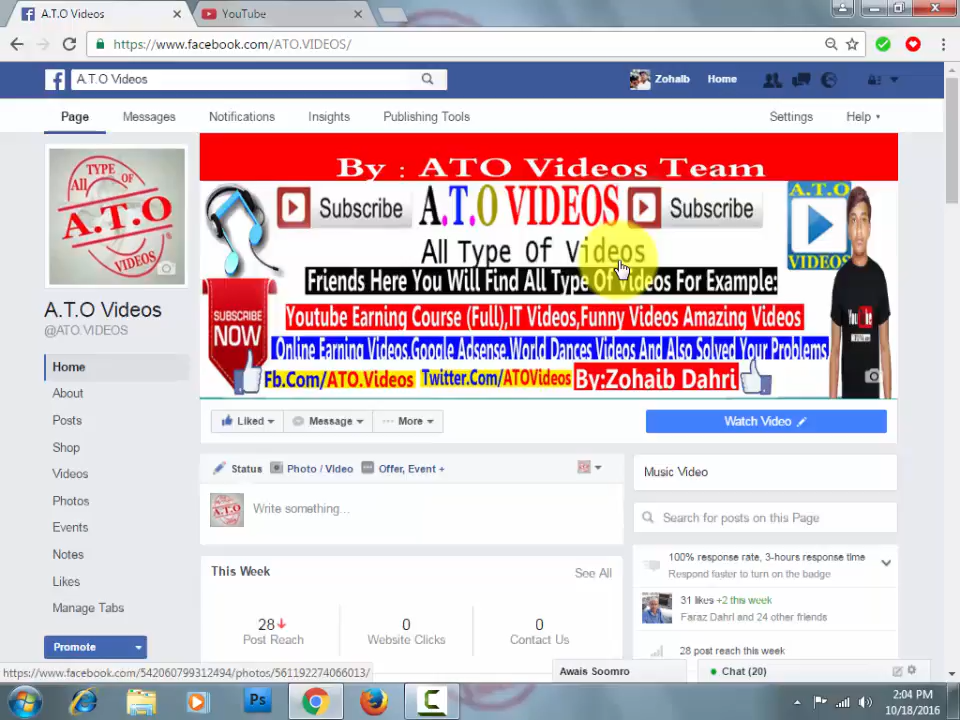 A.T.O Videos
YouTube
https://www.facebook.com/ATO.VIDEOS/
A.T.O Videos
Zohaib
Home
Page
Messages
Notifications
Insights
Publishing Tools
Settings
Help
By : ATO Videos Team
Subscribe
A.T.O VIDEOS
Subscribe
All Type Of Videos
Friends Here You Will Find All Type Of Videos For Example:
Youtube Earning Course (Full),IT Videos,Funny Videos Amazing Videos
Online Earning Videos,Google Adsense,World Dances Videos And Also Solved Your Problems
Fb.Com/ATO.Videos
Twitter.Com/ATOVideos
By:Zohaib Dahri
SUBSCRIBE
NOW
A.T.O
VIDEOS
You
All TYPE OF
A.T.O
VIDEOS
A.T.O Videos
@ATO.VIDEOS
Home
About
Posts
Shop
Videos
Photos
Events
Notes
Likes
Manage Tabs
Promote
Liked
Message
More
Watch Video
Status
Photo / Video
Offer, Event +
Write something...
This Week
See All
28
Post Reach
0
Website Clicks
0
Contact Us
Music Video
Search for posts on this Page
100% response rate, 3-hours response time
Respond faster to turn on the badge
31 likes +2 this week
Faraz Dahri and 24 other friends
28 post reach this week
https://www.facebook.com/542060799312494/photos/561192274066013/
Awais Soomro
Chat (20)
Ps
C
2:04 PM
10/18/2016